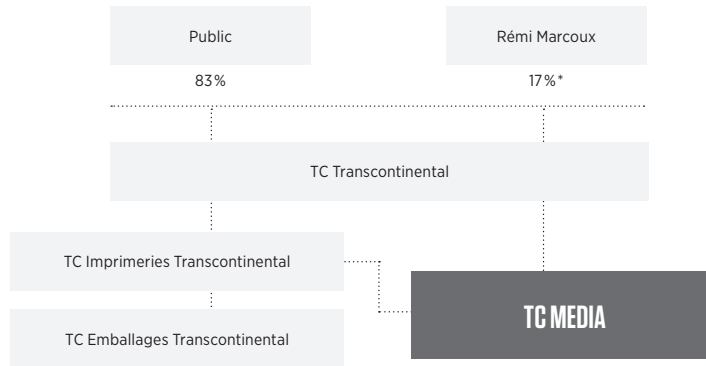 Public
Rémi Marcoux
83%
17%*
TC Transcontinental
TC Imprimeries Transcontinental
TC MEDIA
TC Emballages Transcontinental